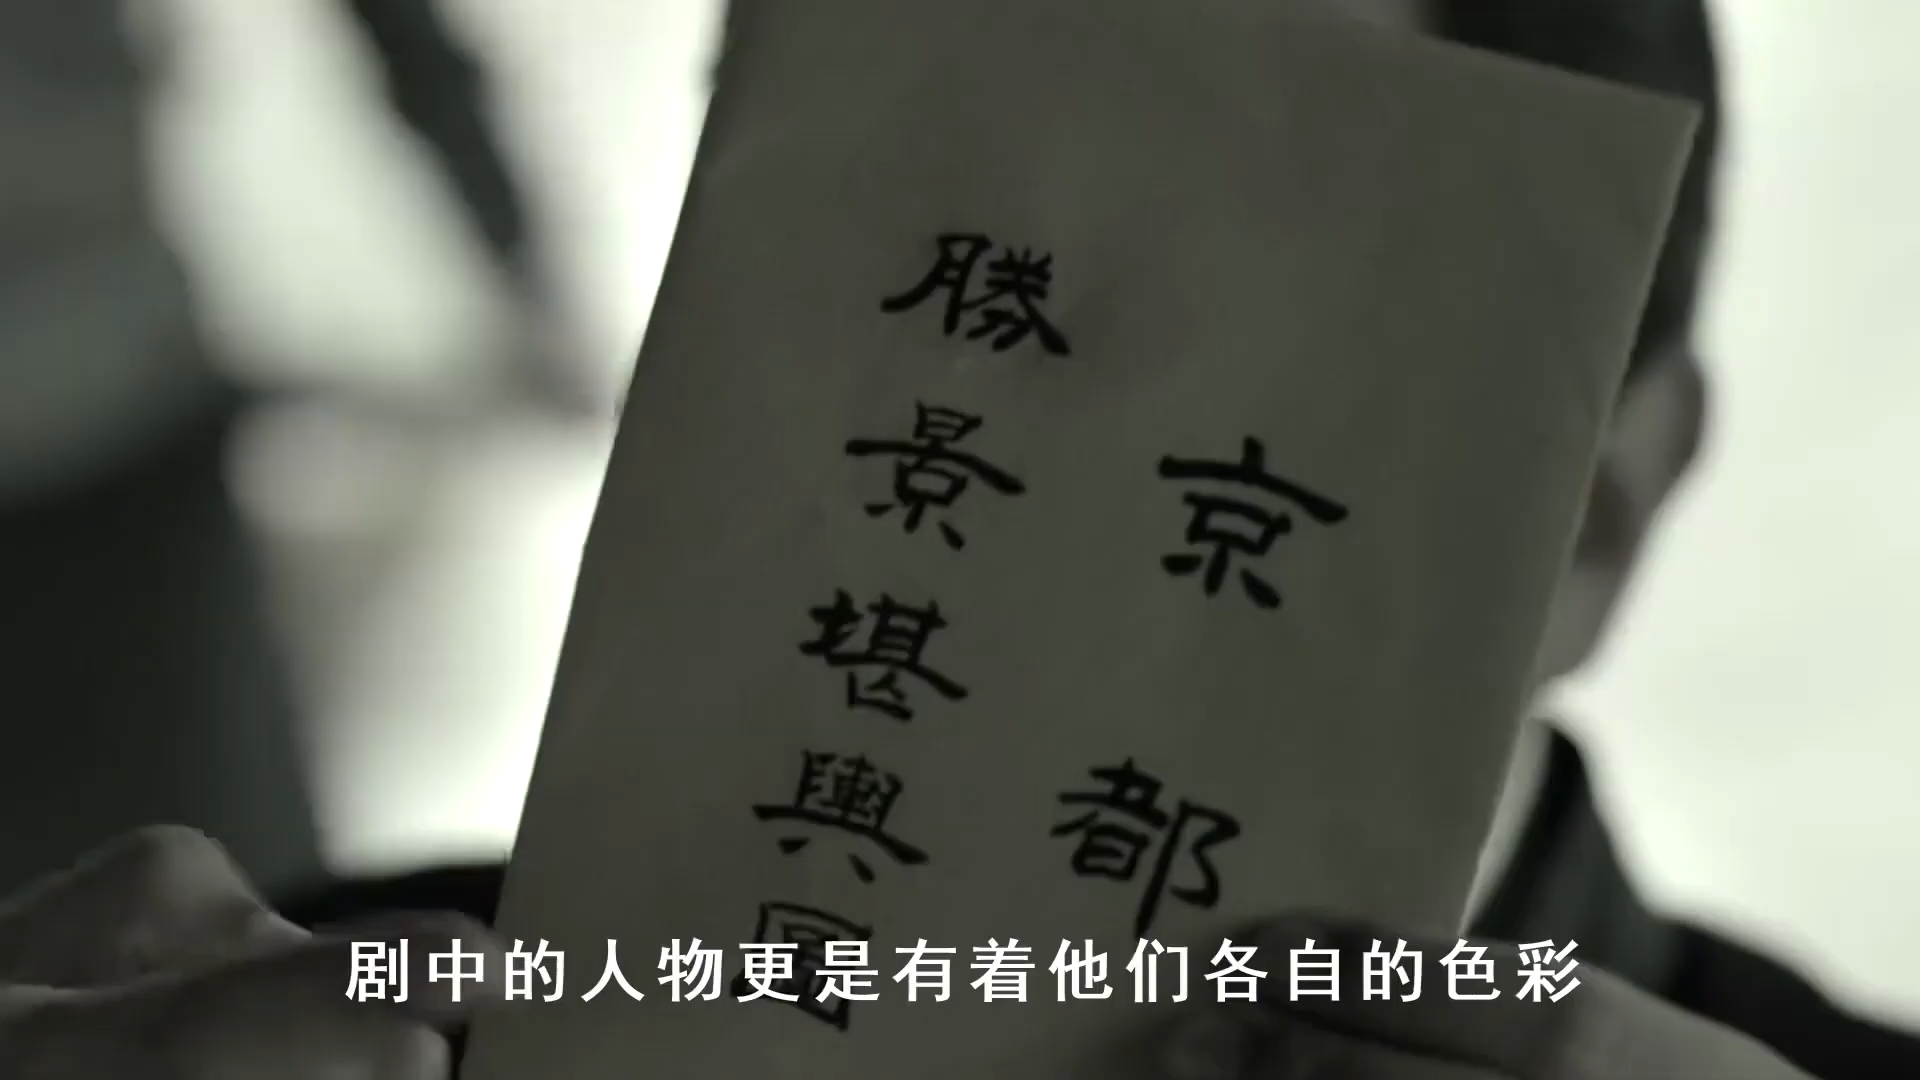 京都
勝景堪輿圖
剧中的人物更是有着他们各自的色彩